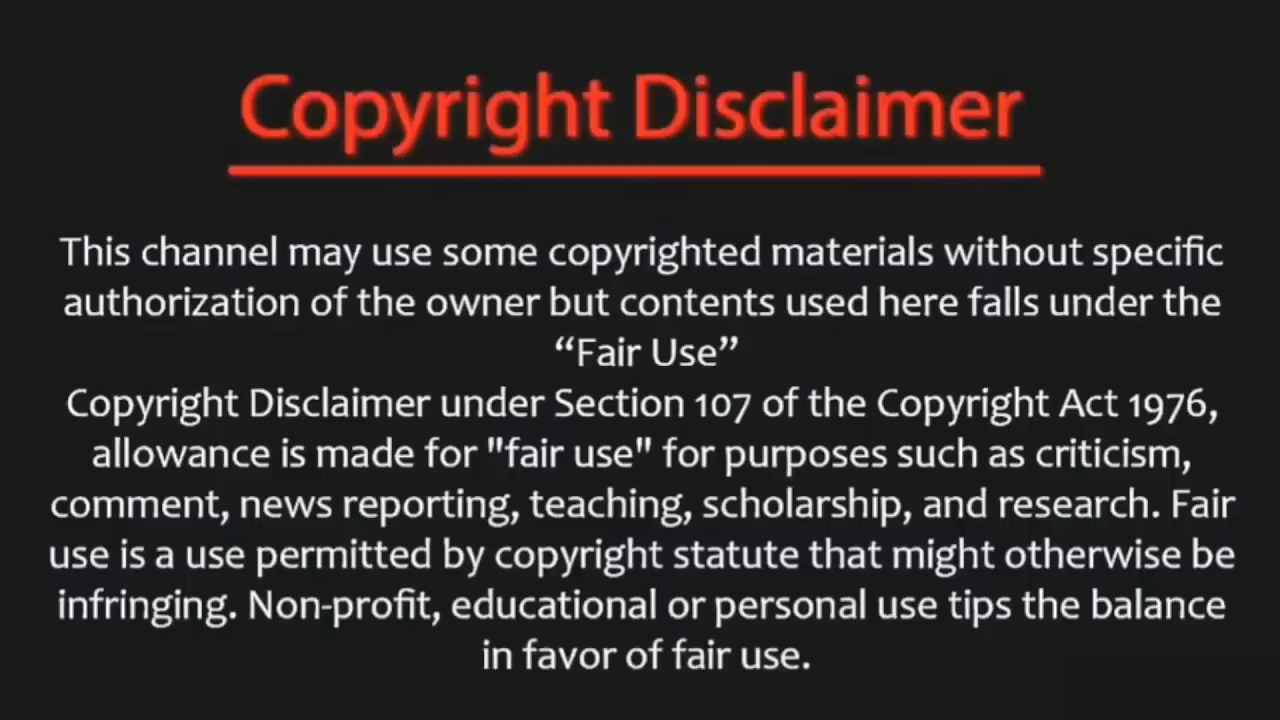 Copyright Disclaimer
This channel may use some copyrighted materials without specific
authorization of the owner but contents used here falls under the
“Fair Use”
Copyright Disclaimer under Section 107 of the Copyright Act 1976,
allowance is made for "fair use" for purposes such as criticism,
comment, news reporting, teaching, scholarship, and research. Fair
use is a use permitted by copyright statute that might otherwise be
infringing. Non-profit, educational or personal use tips the balance
in favor of fair use.